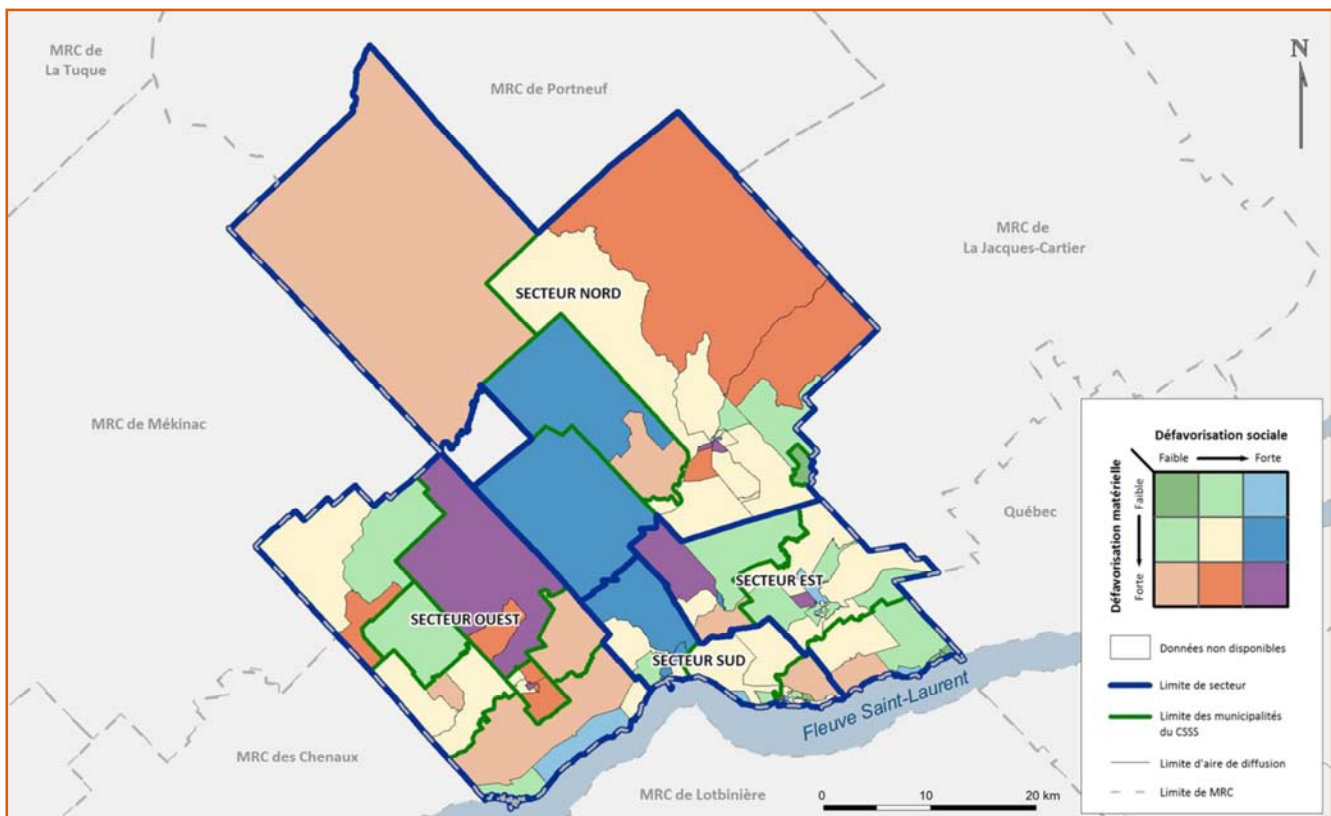 MRC de
La Tuque
MRC de Portneuf
N
MRC de
La Jacques-Cartier
SECTEUR NORD
MRC de Mékinac
Québec
SECTEUR EST
SECTEUR OUEST
SECTEUR SUD
Fleuve Saint-Laurent
MRC des Chenaux
MRC de Lotbinière
0 10 20 km
Défavorisation sociale
Faible Forte
Défavorisation matérielle
Faible
Forte
Données non disponibles
Limite de secteur
Limite des municipalités
du CSSS
Limite d'aire de diffusion
Limite de MRC